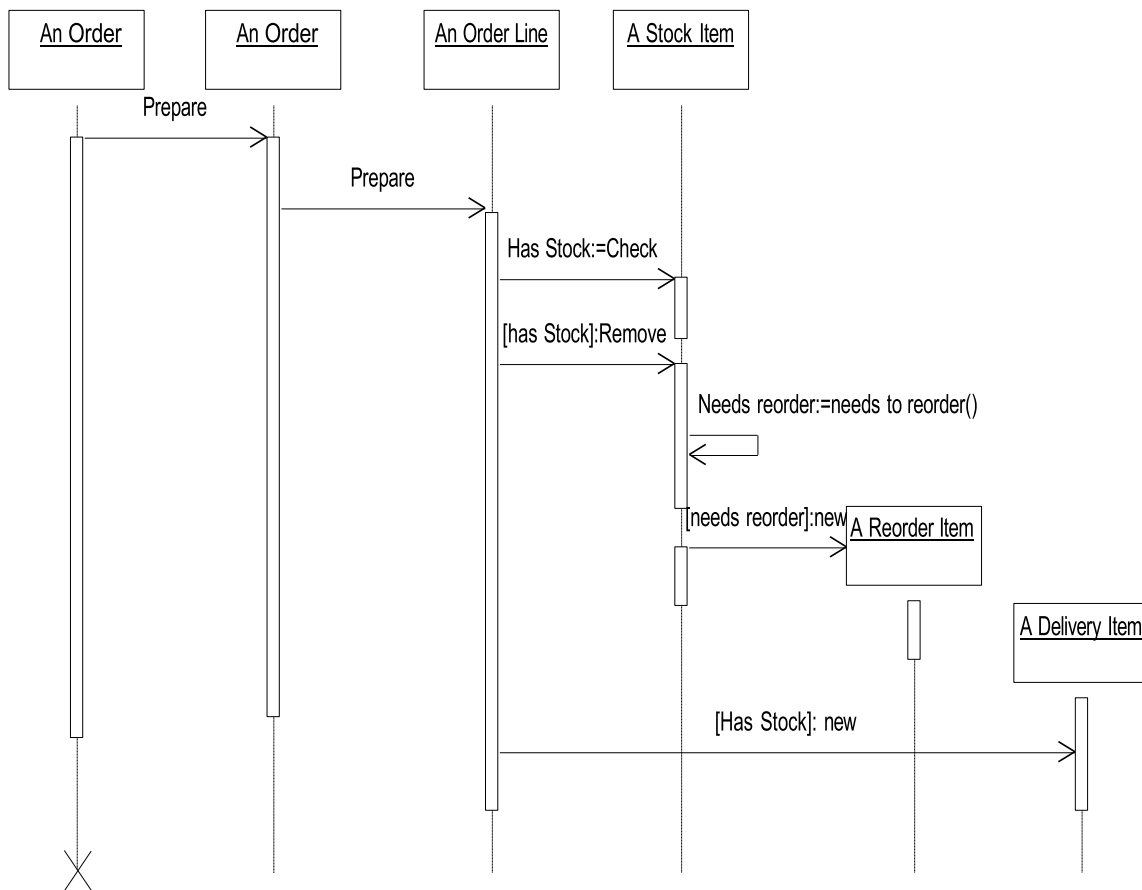 An Order
An Order
An Order Line
A Stock Item
Prepare
Prepare
Has Stock:=Check
[has Stock]:Remove
Needs reorder:=needs to reorder()
[needs reorder]:new
A Reorder Item
A Delivery Item
[Has Stock]: new